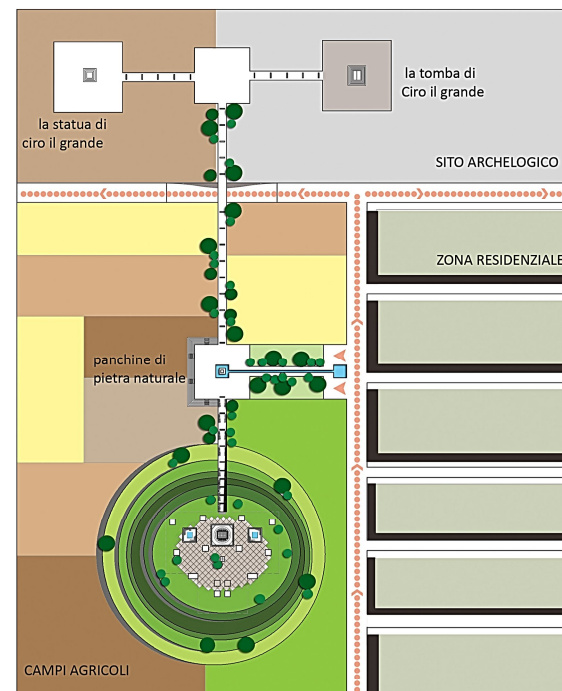 la tomba di
Ciro il grande
la statua di
ciro il grande
SITO ARCHELOGICO
ZONA RESIDENZIALE
panchine di
pietra naturale
CAMPI AGRICOLI